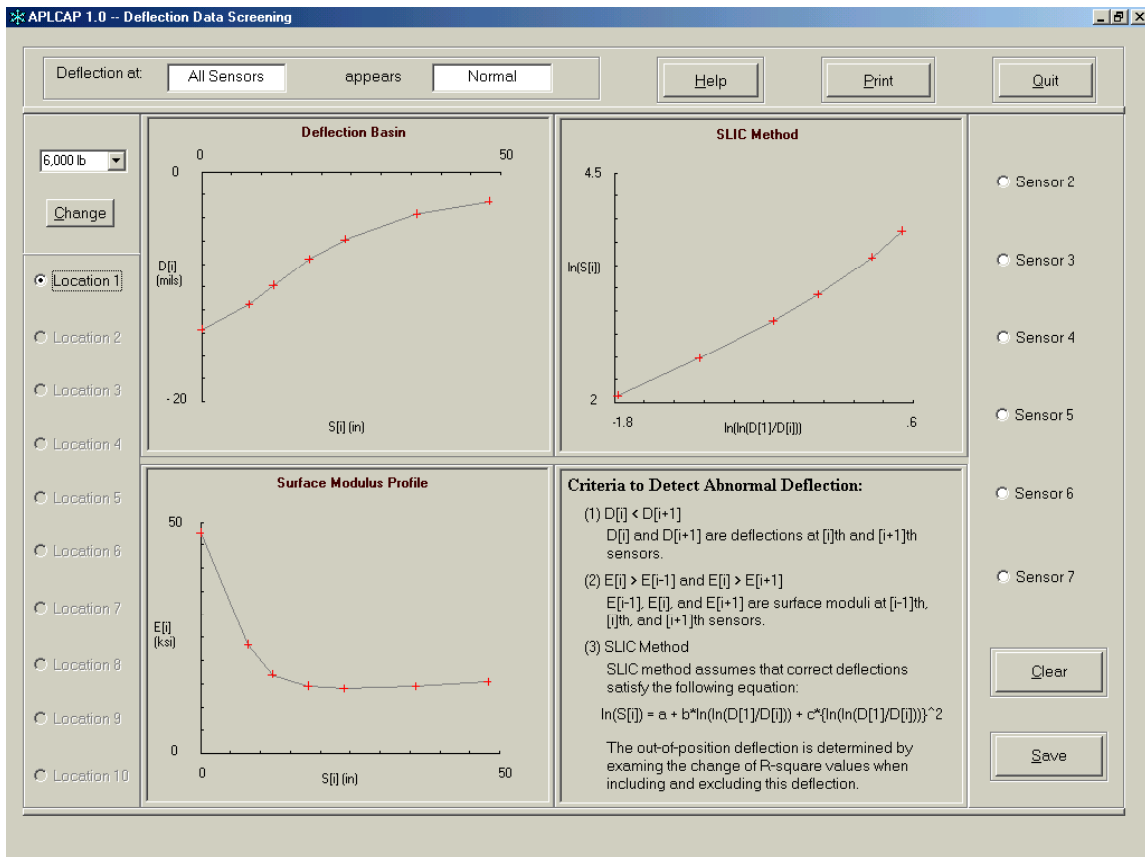 APLCAP 1.0 -- Deflection Data Screening
Deflection at: All Sensors appears Normal Help Print Quit
6,000 lb
Change
Location 1
Location 2
Location 3
Location 4
Location 5
Location 6
Location 7
Location 8
Location 9
Location 10
Deflection Basin
0 50
0
D[i]
(mils)
- 20
S[i] (in)
SLIC Method
4.5
ln(S[i])
2
-1.8 .6
ln(ln(D[1]/D[i]))
Surface Modulus Profile
50
E[i]
(ksi)
0
0 50
S[i] (in)
Criteria to Detect Abnormal Deflection:
(1) D[i] < D[i+1]
D[i] and D[i+1] are deflections at [i]th and [i+1]th
sensors.
(2) E[i] > E[i-1] and E[i] > E[i+1]
E[i-1], E[i], and E[i+1] are surface moduli at [i-1]th,
[i]th, and [i+1]th sensors.
(3) SLIC Method
SLIC method assumes that correct deflections
satisfy the following equation:
ln(S[i]) = a + b*ln(ln(D[1]/D[i])) + c*{ln(ln(D[1]/D[i]))}^2
The out-of-position deflection is determined by
examing the change of R-square values when
including and excluding this deflection.
Sensor 2
Sensor 3
Sensor 4
Sensor 5
Sensor 6
Sensor 7
Clear
Save